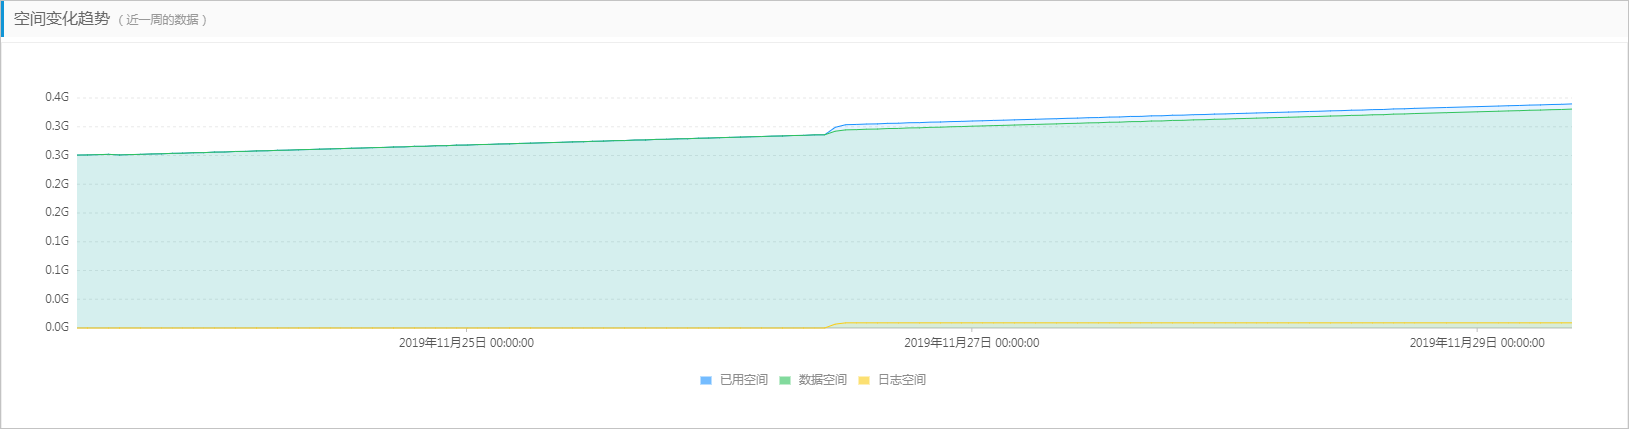 空间变化趋势 （近一周的数据）
0.4G
0.3G
0.3G
0.2G
0.2G
0.1G
0.1G
0.0G
0.0G
2019年11月25日 00:00:00 2019年11月27日 00:00:00 2019年11月29日 00:00:00
已用空间 数据空间 日志空间